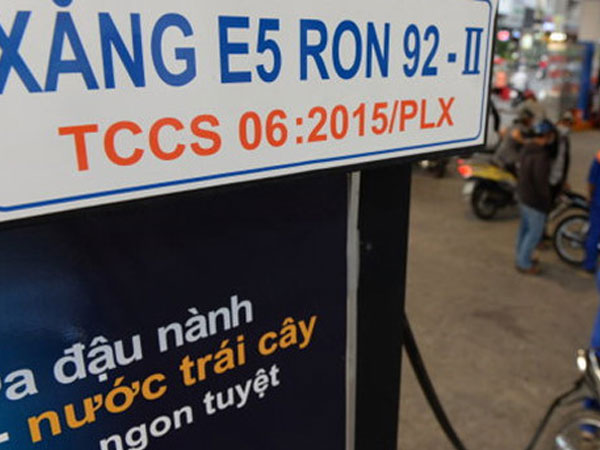 XĂNG E5 RON 92-II
TCCS 06:2015/PLX
đậu nành
- nước trái cây
ngon tuyệt